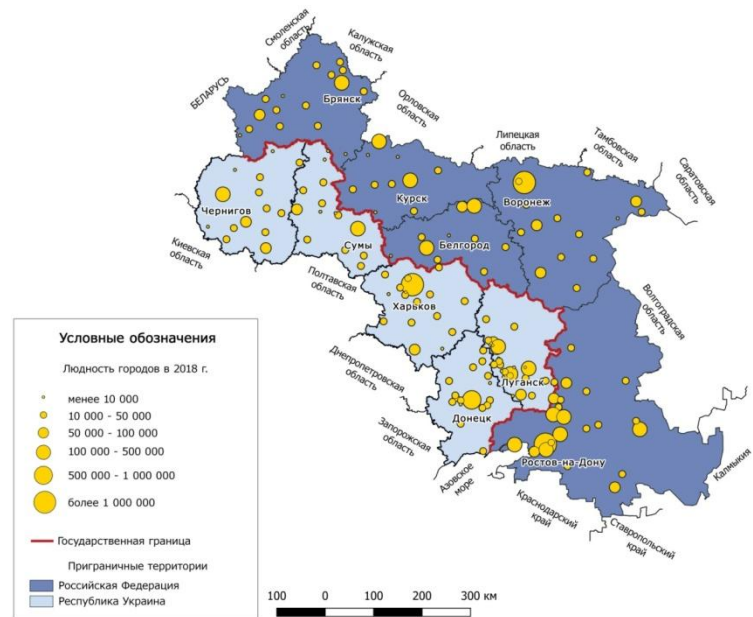 Смоленская
область
Калужская
область
БЕЛАРУСЬ
Брянск
Орловская
область
Липецкая
область
Тамбовская
область
Саратовская
область
Чернигов
Курск
Воронеж
Сумы
Белгород
Киевская
область
Полтавская
область
Харьков
Волгоградская
область
Днепропетровская
область
Луганск
Донецк
Запорожская
область
Азовское
море
Ростов-на-Дону
Краснодарский
край
Ставропольский
край
Калмыкия
Условные обозначения
Людность городов в 2018 г.
менее 10 000
10 000 - 50 000
50 000 - 100 000
100 000 - 500 000
500 000 - 1 000 000
более 1 000 000
Государственная граница
Приграничные территории
Российская Федерация
Республика Украина
100 0 100 200 300 км